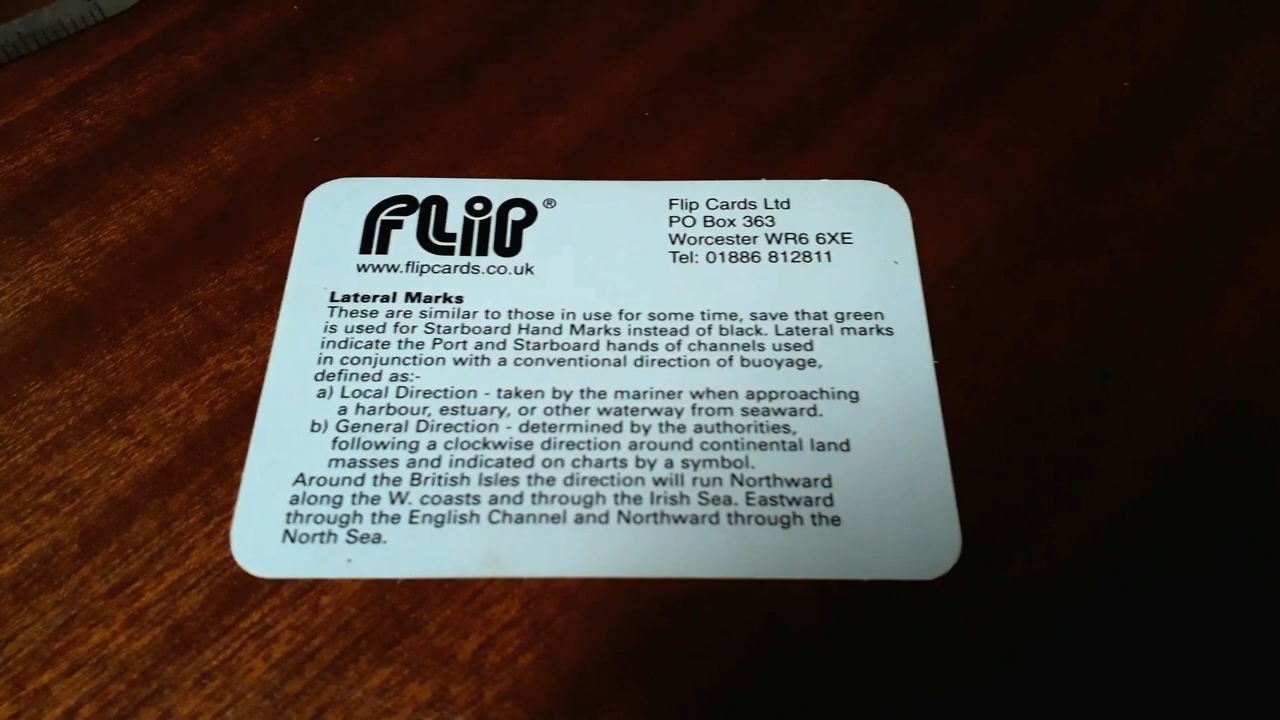 FLiP®
www.flipcards.co.uk
Flip Cards Ltd
PO Box 363
Worcester WR6 6XE
Tel: 01886 812811
Lateral Marks
These are similar to those in use for some time, save that green
is used for Starboard Hand Marks instead of black. Lateral marks
indicate the Port and Starboard hands of channels used
in conjunction with a conventional direction of buoyage,
defined as:-
a) Local Direction - taken by the mariner when approaching
a harbour, estuary, or other waterway from seaward.
b) General Direction - determined by the authorities,
following a clockwise direction around continental land
masses and indicated on charts by a symbol.
Around the British Isles the direction will run Northward
along the W. coasts and through the Irish Sea. Eastward
through the English Channel and Northward through the
North Sea.